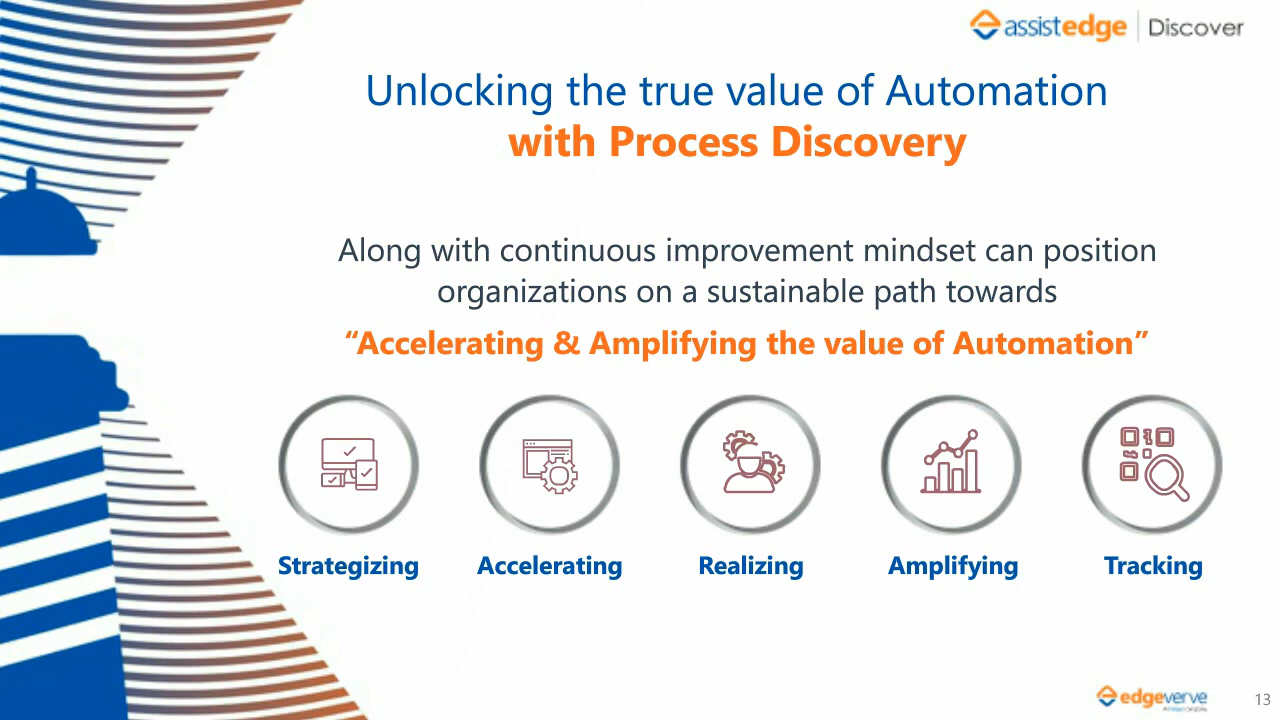 assistedge | Discover
Unlocking the true value of Automation
with Process Discovery
Along with continuous improvement mindset can position
organizations on a sustainable path towards
“Accelerating & Amplifying the value of Automation”
Strategizing Accelerating Realizing Amplifying Tracking
edgeverve
13